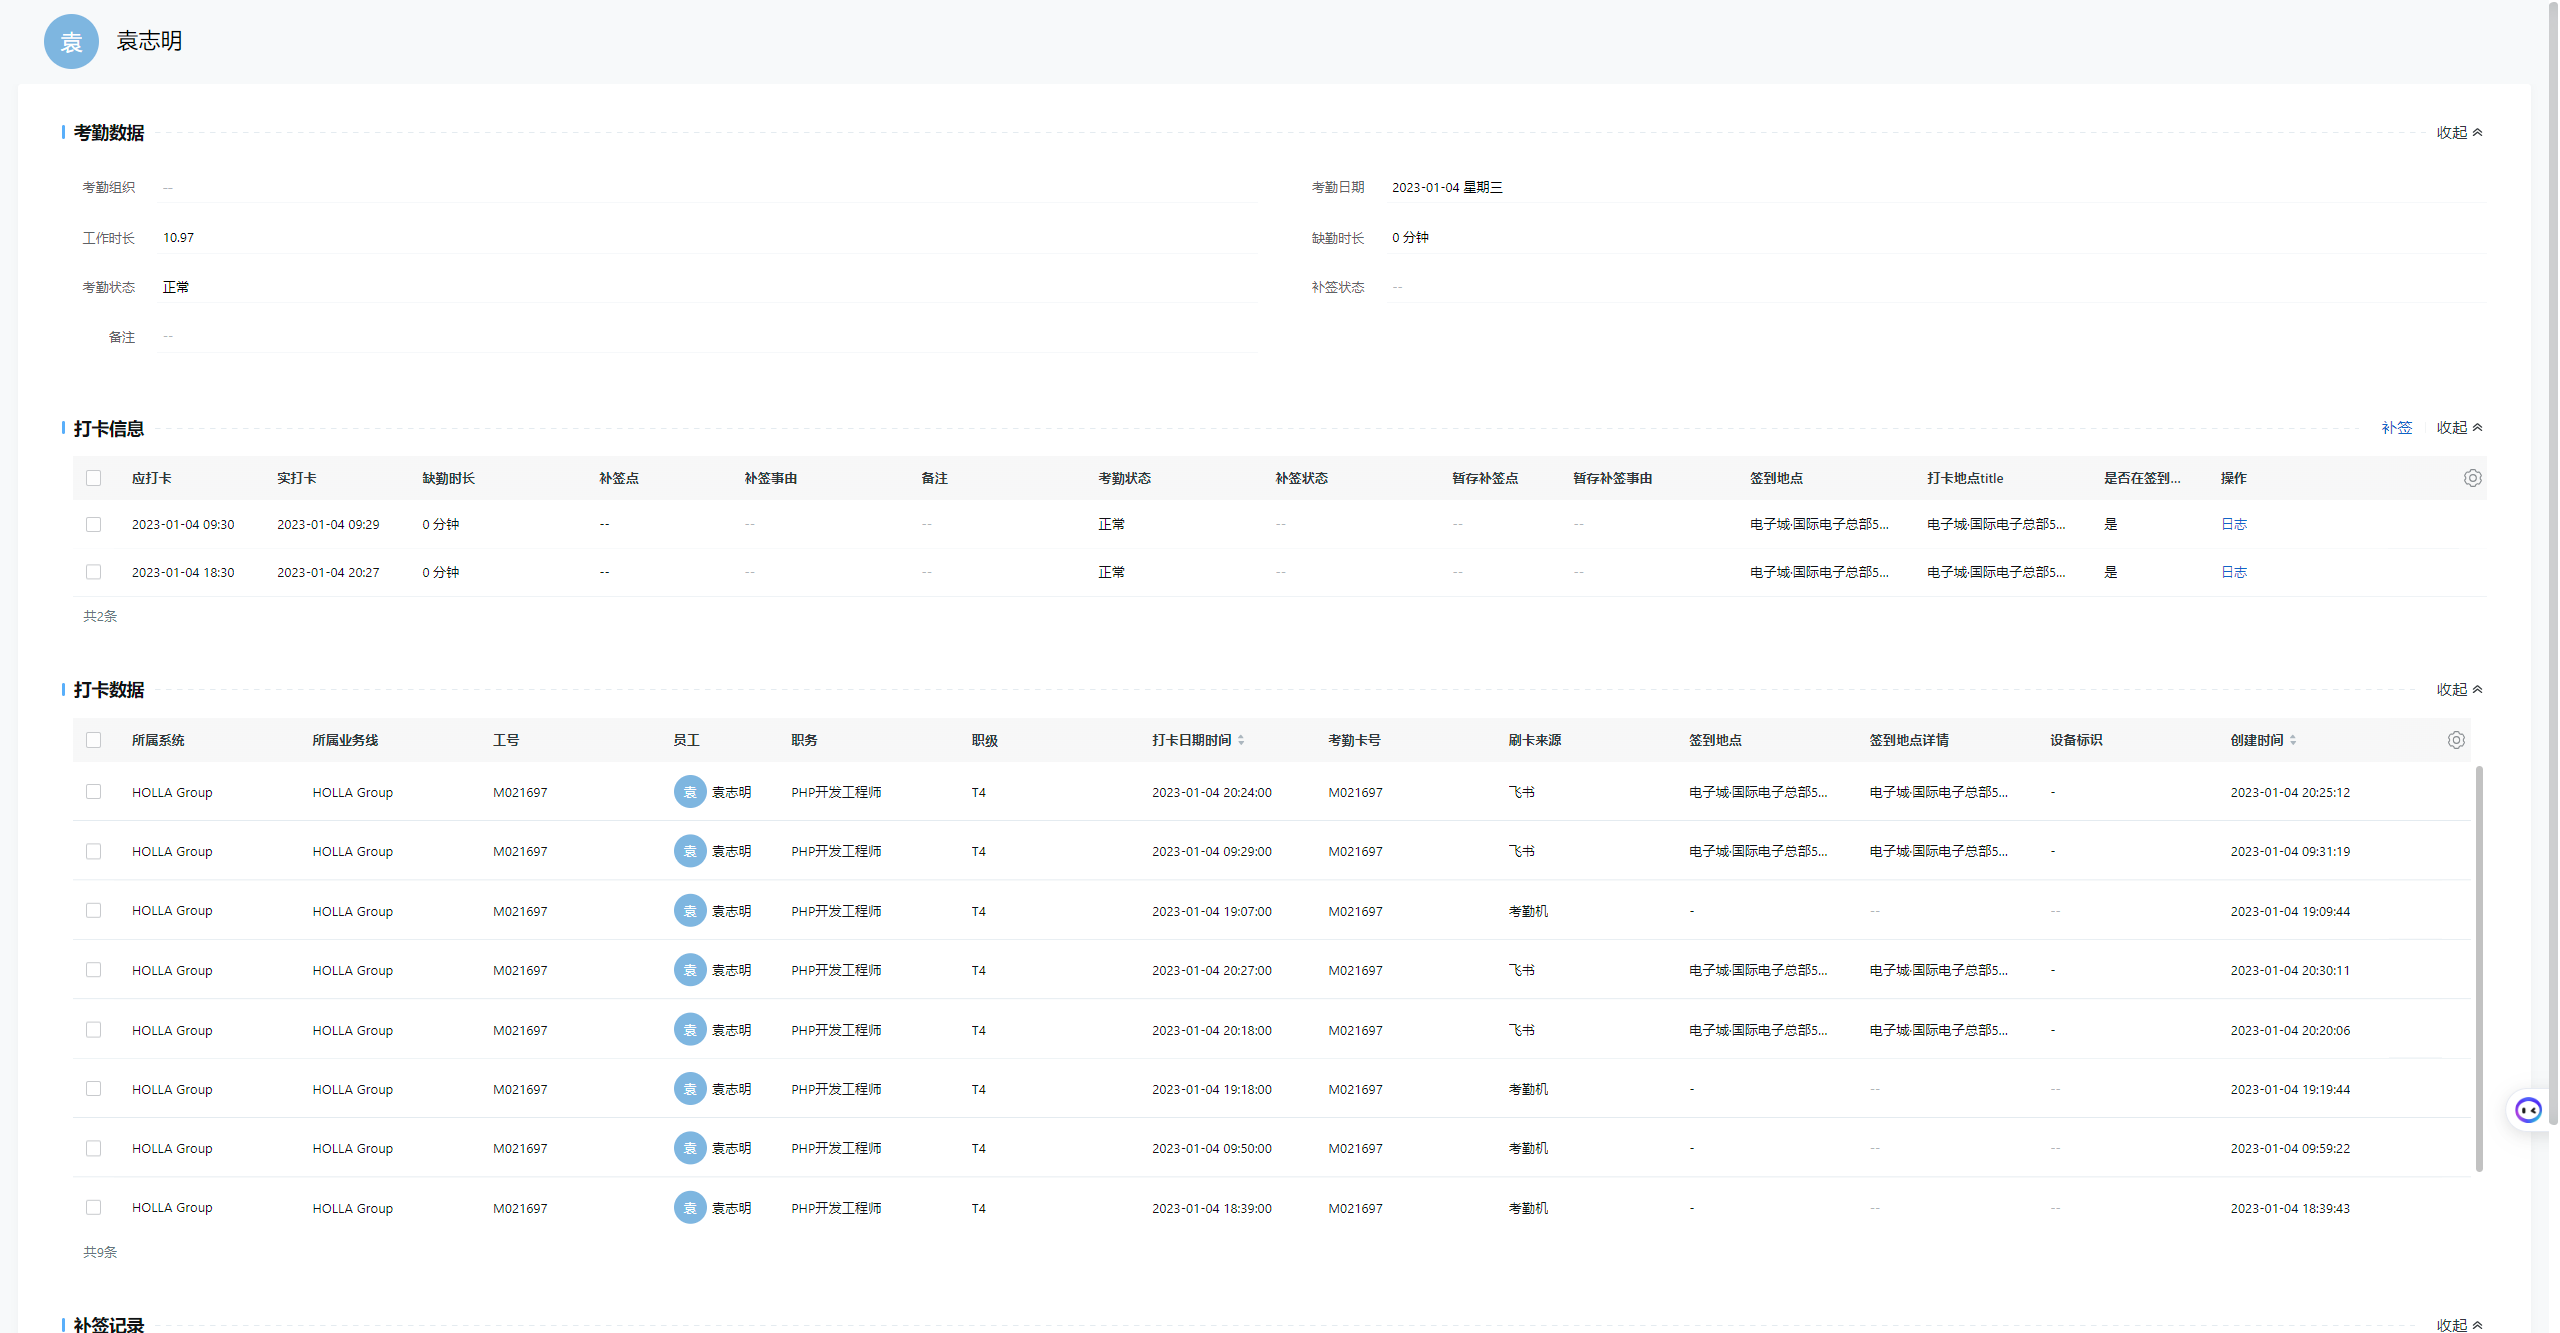 袁 袁志明
考勤数据 收起
考勤组织 -- 考勤日期 2023-01-04 星期三
工作时长 10.97 缺勤时长 0 分钟
考勤状态 正常 补签状态 --
备注 --
打卡信息 补签 收起
应打卡 实打卡 缺勤时长 补签点 补签事由 备注 考勤状态 补签状态 暂存补签点 暂存补签事由 签到地点 打卡地点title 是否在签到... 操作
2023-01-04 09:30 2023-01-04 09:29 0 分钟 -- -- -- 正常 -- -- -- 电子城·国际电子总部5... 电子城·国际电子总部5... 是 日志
2023-01-04 18:30 2023-01-04 20:27 0 分钟 -- -- -- 正常 -- -- -- 电子城·国际电子总部5... 电子城·国际电子总部5... 是 日志
共2条
打卡数据 收起
所属系统 所属业务线 工号 员工 职务 职级 打卡日期时间 考勤卡号 刷卡来源 签到地点 签到地点详情 设备标识 创建时间
HOLLA Group HOLLA Group M021697 袁 袁志明 PHP开发工程师 T4 2023-01-04 20:24:00 M021697 飞书 电子城·国际电子总部5... 电子城·国际电子总部5... - 2023-01-04 20:25:12
HOLLA Group HOLLA Group M021697 袁 袁志明 PHP开发工程师 T4 2023-01-04 09:29:00 M021697 飞书 电子城·国际电子总部5... 电子城·国际电子总部5... - 2023-01-04 09:31:19
HOLLA Group HOLLA Group M021697 袁 袁志明 PHP开发工程师 T4 2023-01-04 19:07:00 M021697 考勤机 - -- -- 2023-01-04 19:09:44
HOLLA Group HOLLA Group M021697 袁 袁志明 PHP开发工程师 T4 2023-01-04 20:27:00 M021697 飞书 电子城·国际电子总部5... 电子城·国际电子总部5... - 2023-01-04 20:30:11
HOLLA Group HOLLA Group M021697 袁 袁志明 PHP开发工程师 T4 2023-01-04 20:18:00 M021697 飞书 电子城·国际电子总部5... 电子城·国际电子总部5... - 2023-01-04 20:20:06
HOLLA Group HOLLA Group M021697 袁 袁志明 PHP开发工程师 T4 2023-01-04 19:18:00 M021697 考勤机 - -- -- 2023-01-04 19:19:44
HOLLA Group HOLLA Group M021697 袁 袁志明 PHP开发工程师 T4 2023-01-04 09:50:00 M021697 考勤机 - -- -- 2023-01-04 09:59:22
HOLLA Group HOLLA Group M021697 袁 袁志明 PHP开发工程师 T4 2023-01-04 18:39:00 M021697 考勤机 - -- -- 2023-01-04 18:39:43
共9条
补签记录 收起